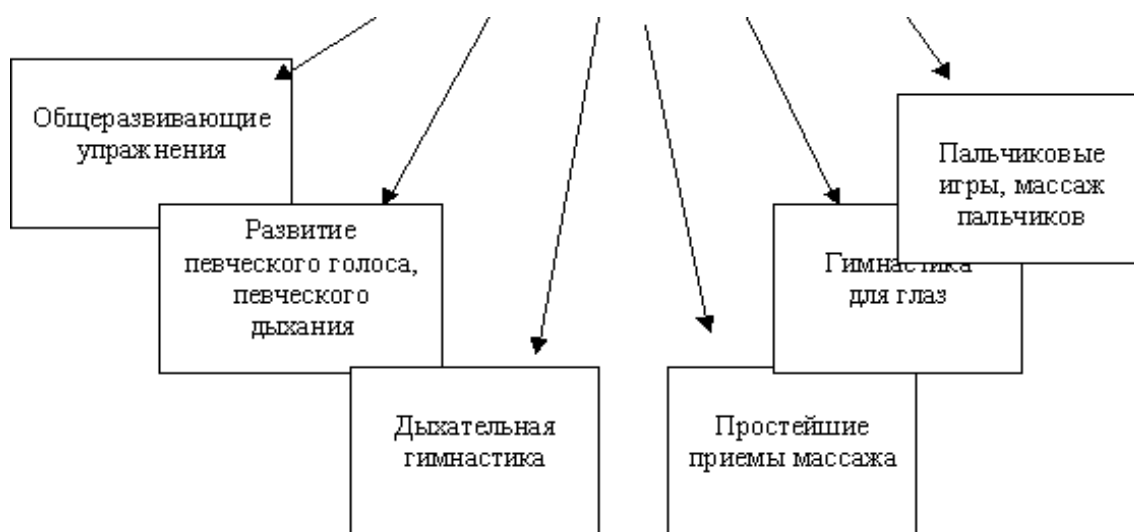 Общеразвивающие
упражнения
Развитие
певческого голоса,
певческого
дыхания
Дыхательная
гимнастика
Простейшие
приемы массажа
Гимнастика
для глаз
Пальчиковые
игры, массаж
пальчиков